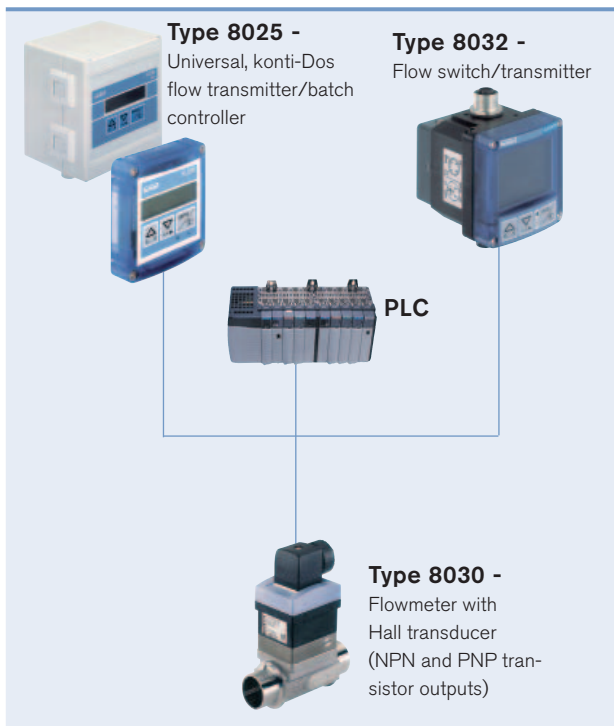 Type 8025 -
Universal, konti-Dos
flow transmitter/batch
controller
Type 8032 -
Flow switch/transmitter
PLC
Type 8030 -
Flowmeter with
Hall transducer
(NPN and PNP tran-
sistor outputs)